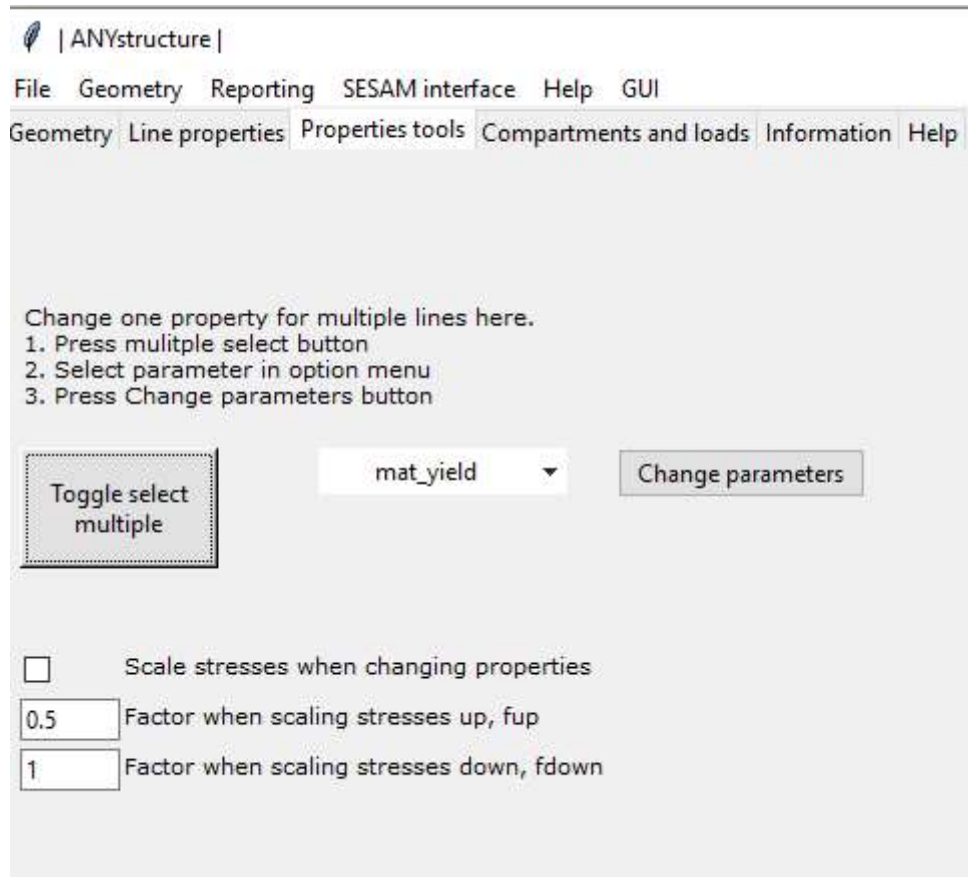 | ANYstructure |
File Geometry Reporting SESAM interface Help GUI
Geometry Line properties Properties tools Compartments and loads Information Help
Change one property for multiple lines here.
1. Press mulitple select button
2. Select parameter in option menu
3. Press Change parameters button
Toggle select
multiple
mat_yield
Change parameters
Scale stresses when changing properties
0.5 Factor when scaling stresses up, fup
1 Factor when scaling stresses down, fdown